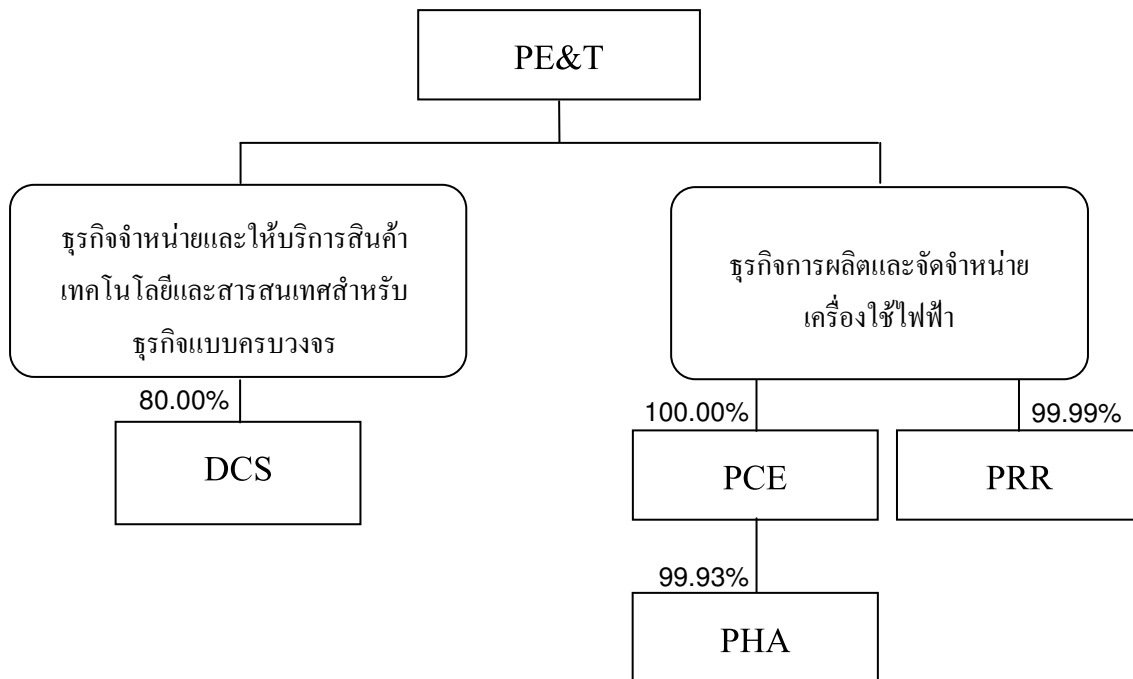 PE&T
ธุรกิจจำหน่ายและให้บริการสินค้า
เทคโนโลยีและสารสนเทศสำหรับ
ธุรกิจแบบครบวงจร
ธุรกิจการผลิตและจัดจำหน่าย
เครื่องใช้ไฟฟ้า
80.00%
100.00%
99.99%
DCS
PCE
PRR
99.93%
PHA